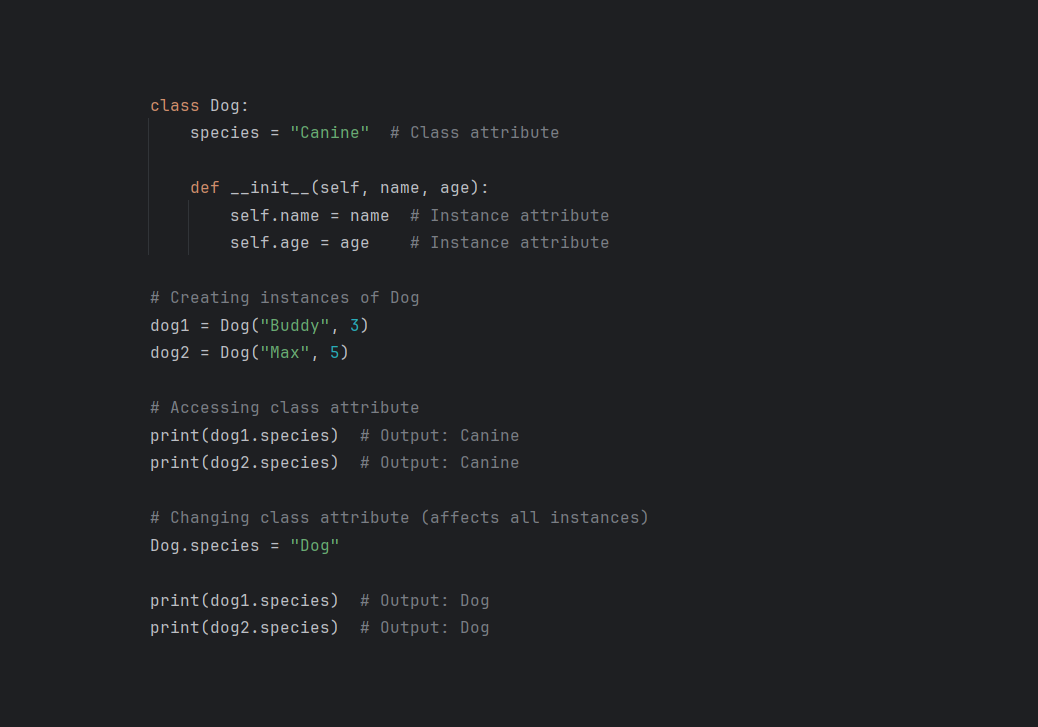 class Dog:
    species = "Canine"  # Class attribute

    def __init__(self, name, age):
        self.name = name  # Instance attribute
        self.age = age    # Instance attribute

# Creating instances of Dog
dog1 = Dog("Buddy", 3)
dog2 = Dog("Max", 5)

# Accessing class attribute
print(dog1.species)  # Output: Canine
print(dog2.species)  # Output: Canine

# Changing class attribute (affects all instances)
Dog.species = "Dog"

print(dog1.species)  # Output: Dog
print(dog2.species)  # Output: Dog